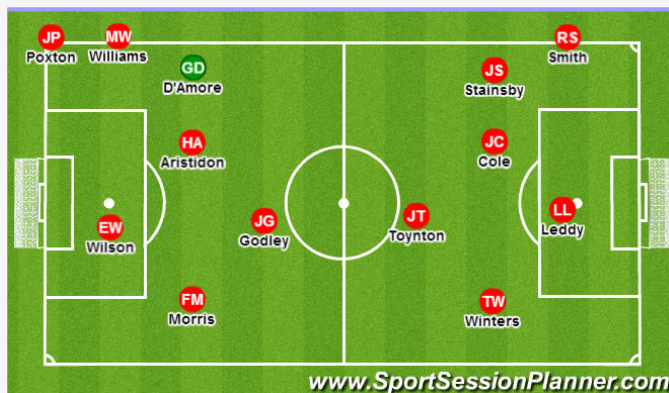 JP
Poxton
MW
Williams
RS
Smith
GD
D'Amore
JS
Stainsby
HA
Aristidon
JC
Cole
EW
Wilson
JG
Godley
JT
Toynton
LL
Leddy
FM
Morris
TW
Winters
www.SportSessionPlanner.com